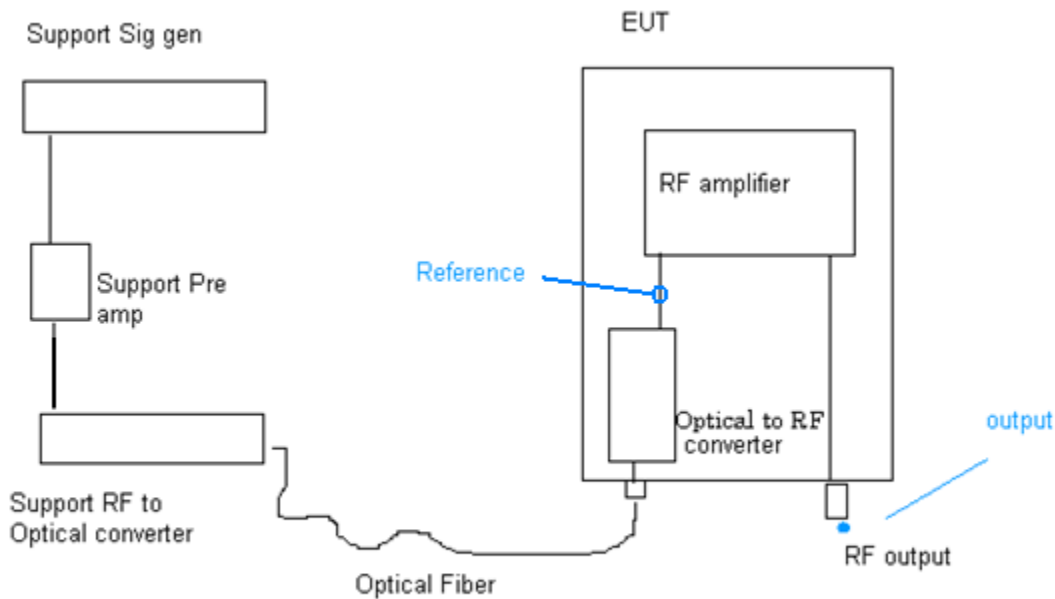 Support Sig gen
EUT
RF amplifier
Reference
Support Pre
amp
Optical to RF
converter
output
Support RF to
Optical converter
RF output
Optical Fiber